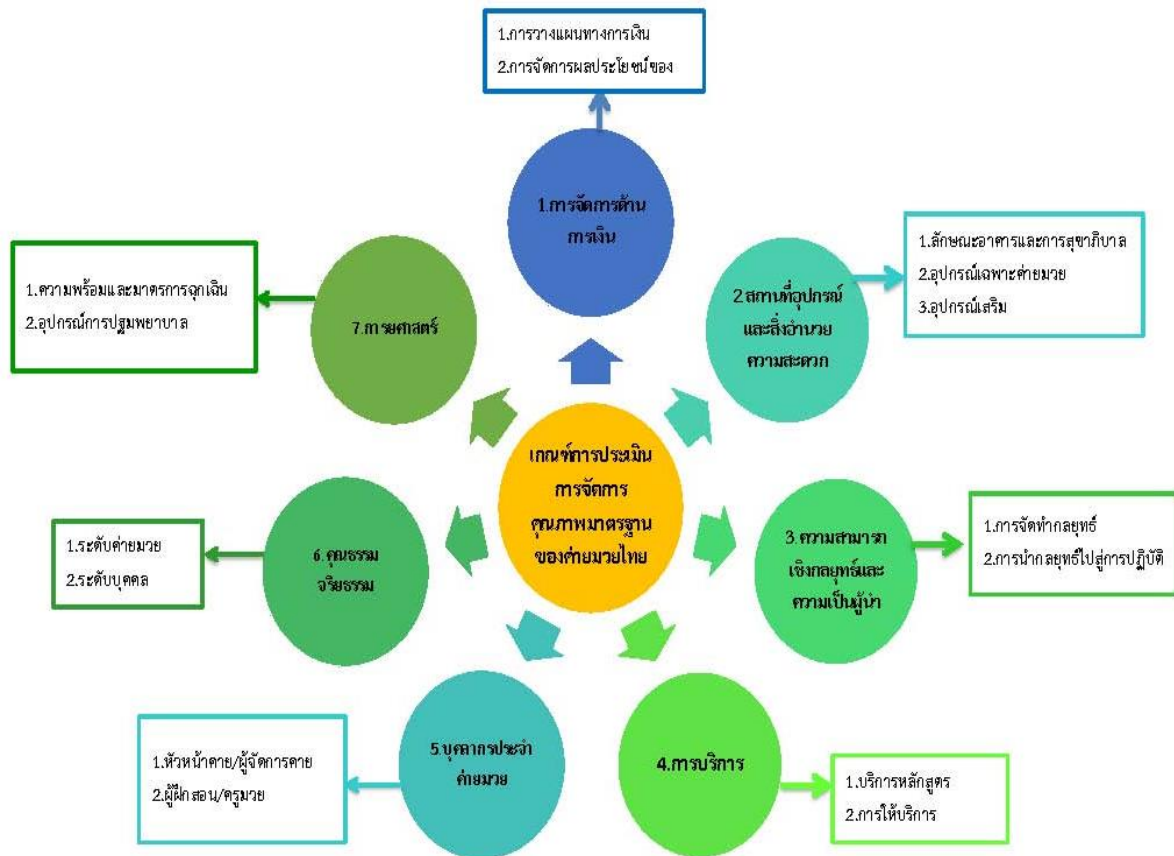 1.การวางแผนทางการเงิน
2.การจัดการผลประโยชน์ของ
1.การจัดการด้าน
การเงิน
1.ลักษณะอาคารและการสุขาภิบาล
2.อุปกรณ์เฉพาะค่ายมวย
3.อุปกรณ์เสริม
2.สถานที่อุปกรณ์
และสิ่งอำนวย
ความสะดวก
1.การจัดทำกลยุทธ์
2.การนำกลยุทธ์ไปสู่การปฏิบัติ
3.ความสามารถ
เชิงกลยุทธ์และ
ความเป็นผู้นำ
1.บริการหลักสูตร
2.การให้บริการ
4.การบริการ
1.หัวหน้าคาย/ผู้จัดการคาย
2.ผู้ฝึกสอน/ครูมวย
5.บุคลากรประจำ
ค่ายมวย
1.ระดับค่ายมวย
2.ระดับบุคคล
6.คุณธรรม
จริยธรรม
1.ความพร้อมและมาตรการฉุกเฉิน
2.อุปกรณ์การปฐมพยาบาล
7.การยศาสตร์
เกณฑ์การประเมิน
การจัดการ
คุณภาพมาตรฐาน
ของค่ายมวยไทย